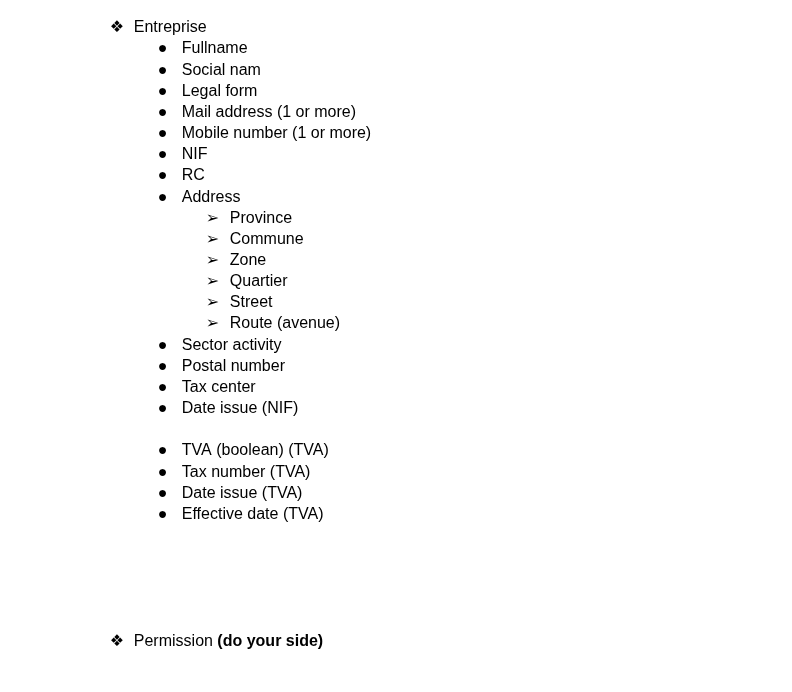 ❖ Entreprise
● Fullname
● Social nam
● Legal form
● Mail address (1 or more)
● Mobile number (1 or more)
● NIF
● RC
● Address
➢ Province
➢ Commune
➢ Zone
➢ Quartier
➢ Street
➢ Route (avenue)
● Sector activity
● Postal number
● Tax center
● Date issue (NIF)
● TVA (boolean) (TVA)
● Tax number (TVA)
● Date issue (TVA)
● Effective date (TVA)
❖ Permission (do your side)